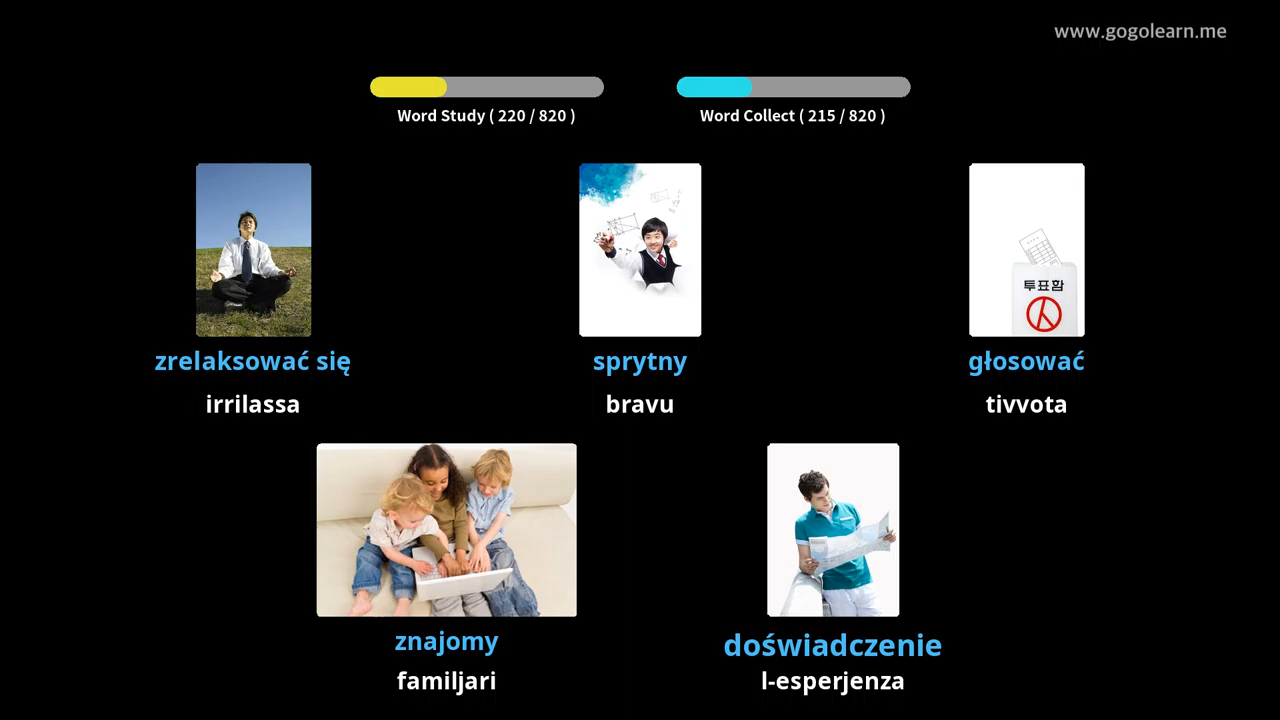 www.gogolearn.me
Word Study ( 220 / 820 )
Word Collect ( 215 / 820 )
투표함
zrelaksować się
sprytny
głosować
irrilassa
bravu
tivvota
znajomy
doświadczenie
familjari
l-esperjenza